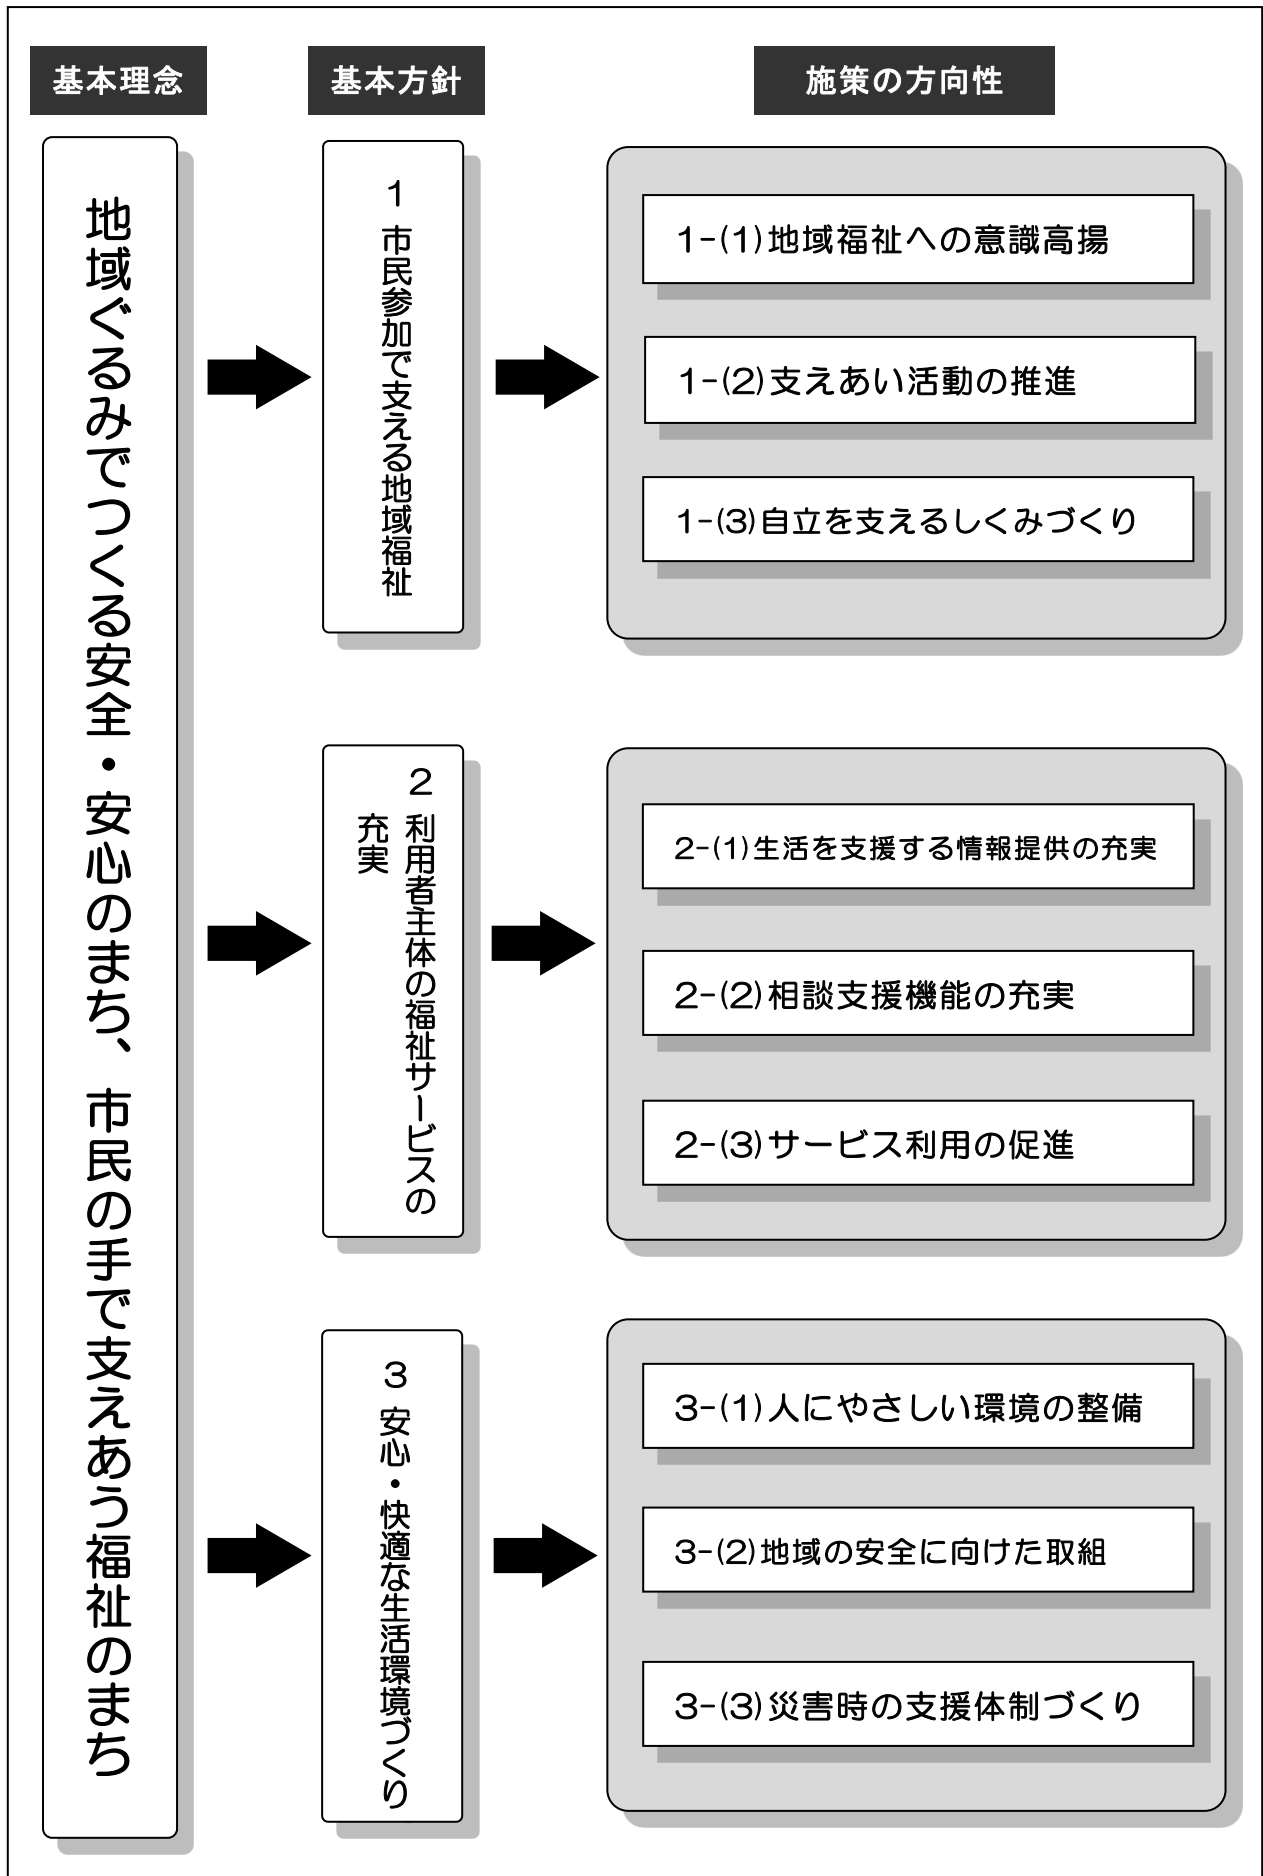 基本理念
基本方針
施策の方向性
地域ぐるみでつくる安全・安心のまち、市民の手で支えあう福祉のまち
1 市民参加で支える地域福祉
1-(1)地域福祉への意識高揚
1-(2)支えあい活動の推進
1-(3)自立を支えるしくみづくり
2 利用者主体の福祉サービスの
充実
2-(1)生活を支援する情報提供の充実
2-(2)相談支援機能の充実
2-(3)サービス利用の促進
3 安心・快適な生活環境づくり
3-(1)人にやさしい環境の整備
3-(2)地域の安全に向けた取組
3-(3)災害時の支援体制づくり